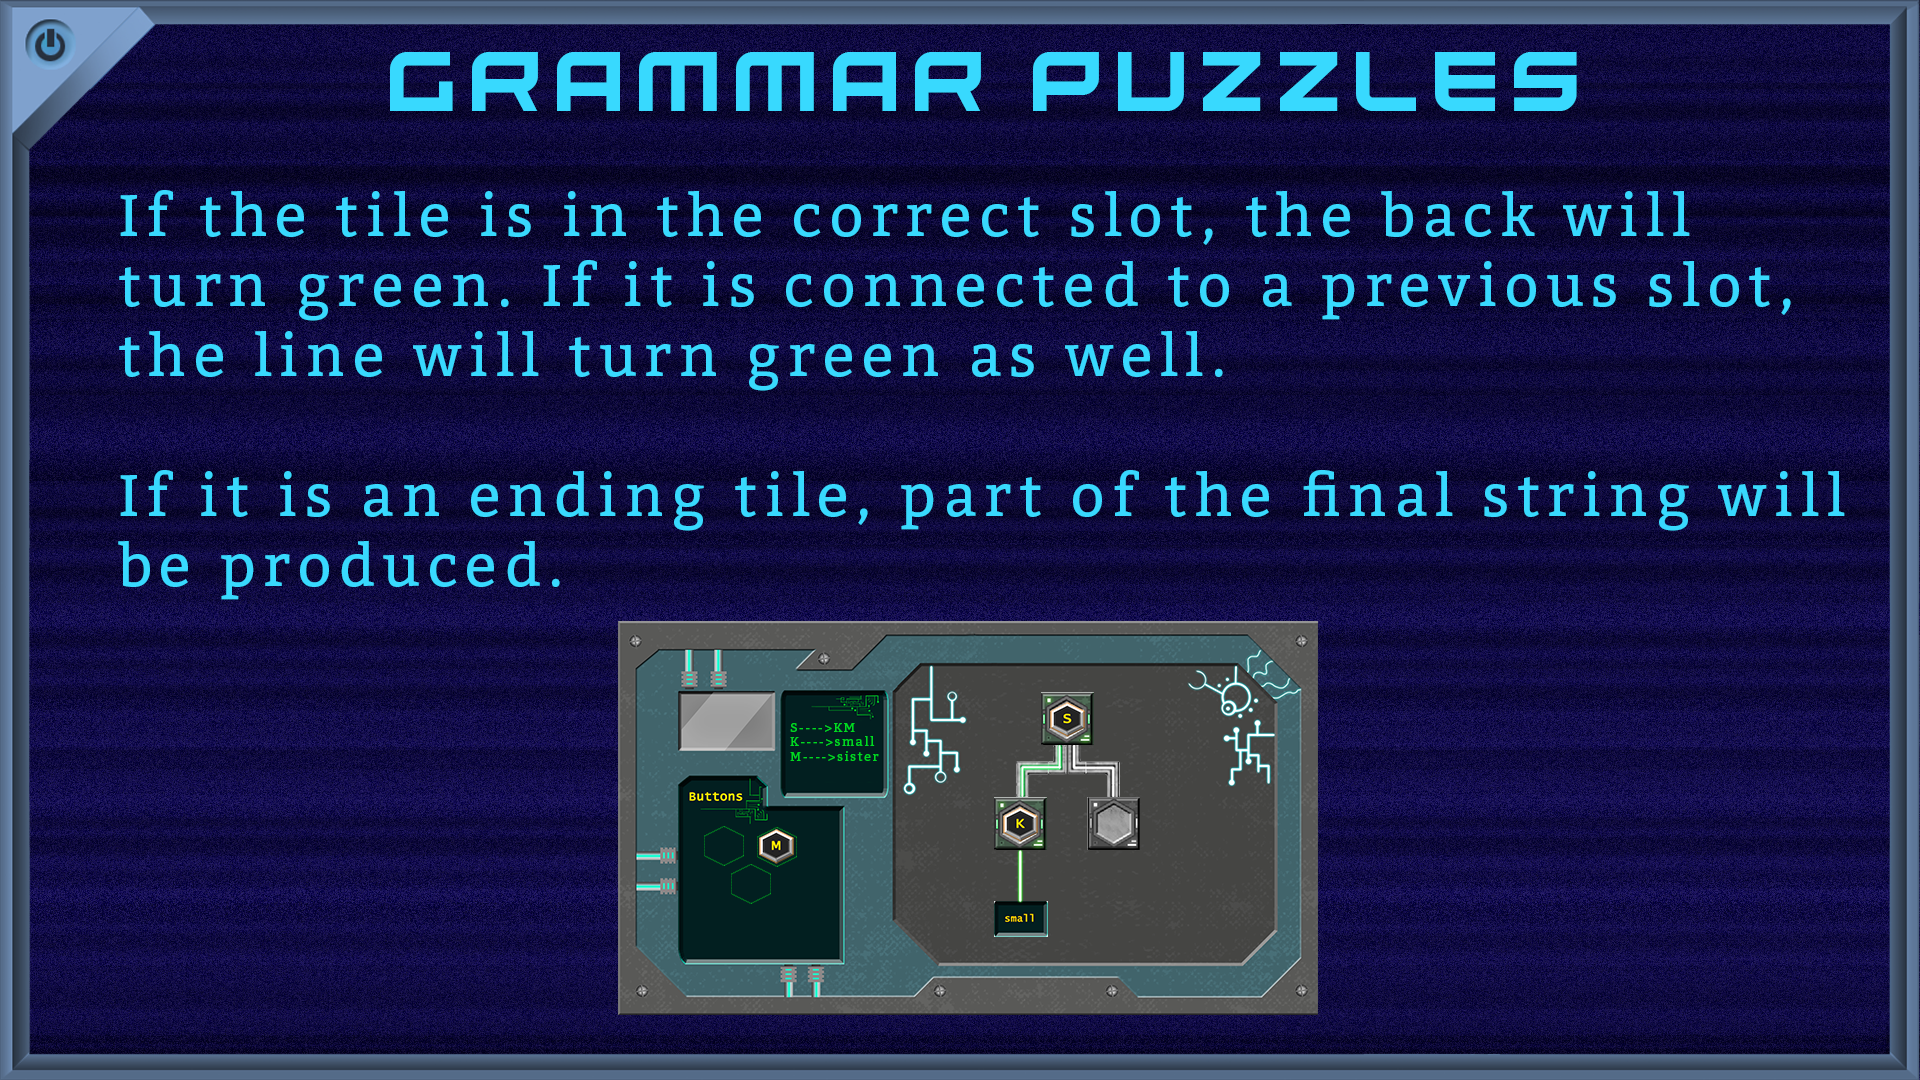 GRAMMAR PUZZLES
If the tile is in the correct slot, the back will
turn green. If it is connected to a previous slot,
the line will turn green as well.
If it is an ending tile, part of the final string will
be produced.
S---->KM
K---->small
M---->sister
Buttons
M
S
K
small